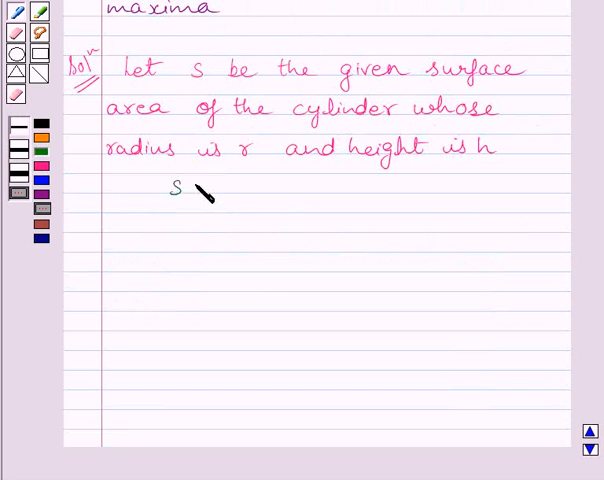 maxima
Solⁿ Let S be the given surface
area of the cylinder whose
radius is r and height is h
S